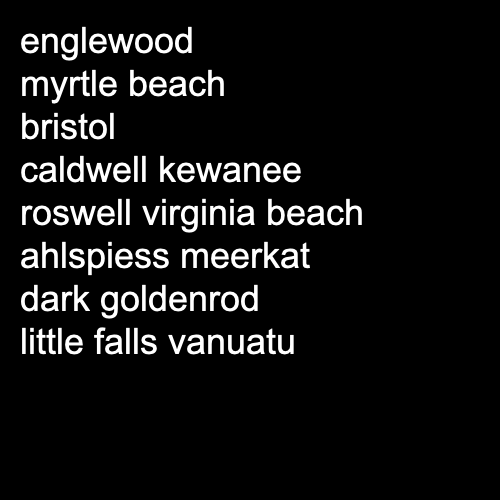 englewood
myrtle beach
bristol
caldwell kewanee
roswell virginia beach
ahlspiess meerkat
dark goldenrod
little falls vanuatu